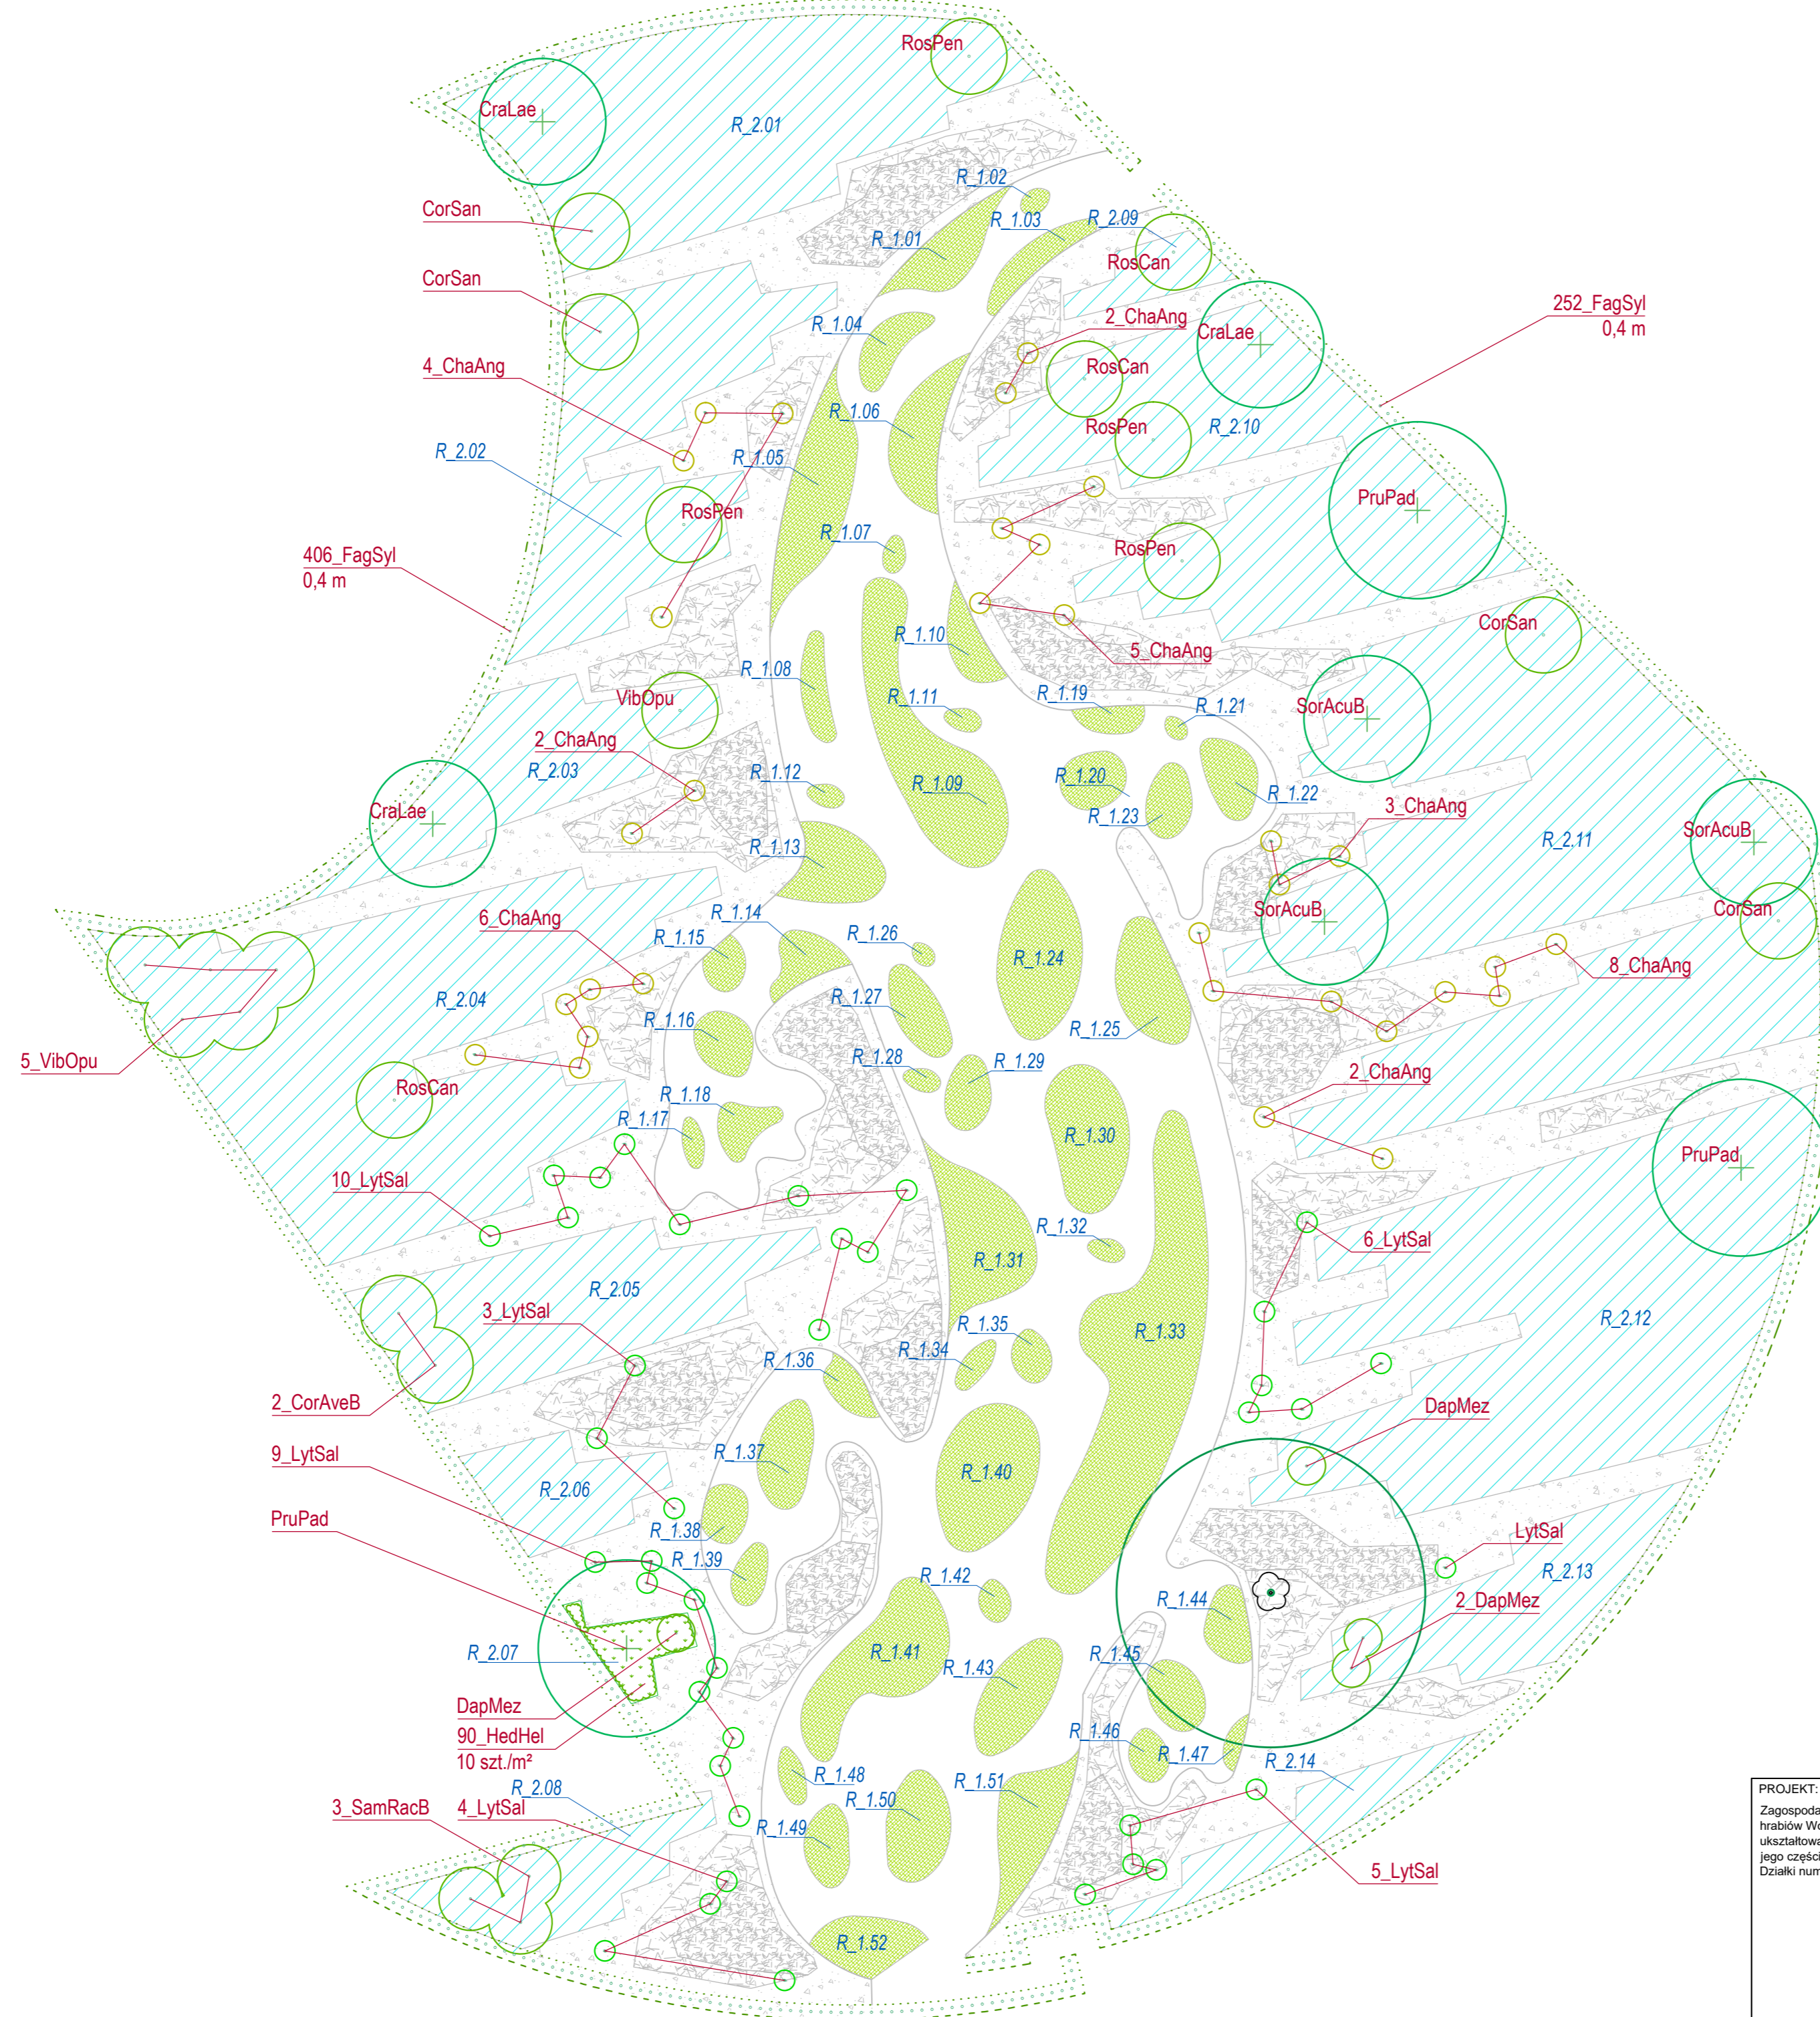 RosPen
CraLae
R_2.01
R_1.02
CorSan
R_1.03
R_2.09
R_1.01
RosCan
CorSan
252_FagSyl
0,4 m
R_1.04
2_ChaAng
CraLae
4_ChaAng
RosCan
R_1.06
RosPen
R_2.10
R_2.02
R_1.05
PruPad
RosPen
R_1.07
RosPen
406_FagSyl
0,4 m
CorSan
R_1.10
5_ChaAng
R_1.08
VibOpu
R_1.11
R_1.19
R_1.21
SorAcuB
2_ChaAng
R_2.03
R_1.12
R_1.09
R_1.20
R_1.22
CraLae
R_1.23
3_ChaAng
R_1.13
SorAcuB
R_2.11
6_ChaAng
R_1.14
SorAcuB
CorSan
R_1.15
R_1.26
R_1.24
8_ChaAng
R_2.04
R_1.27
R_1.16
R_1.25
5_VibOpu
R_1.28
R_1.29
2_ChaAng
RosCan
R_1.18
R_1.17
R_1.30
PruPad
10_LytSal
R_1.32
6_LytSal
R_1.31
R_2.05
3_LytSal
R_1.35
R_1.33
R_2.12
R_1.34
R_1.36
2_CorAveB
DapMez
9_LytSal
R_1.37
R_1.40
R_2.06
PruPad
R_1.38
LytSal
R_1.39
R_1.42
R_2.13
R_1.44
2_DapMez
R_2.07
R_1.41
R_1.45
R_1.43
DapMez
90_HedHel
10 szt./m²
R_1.46
R_1.47
R_2.14
R_2.08
R_1.48
R_1.51
3_SamRacB
4_LytSal
R_1.50
R_1.49
5_LytSal
R_1.52
PROJEKT:
Zagospoda
hrabiów Wo
ukształtowa
jego części
Działki num